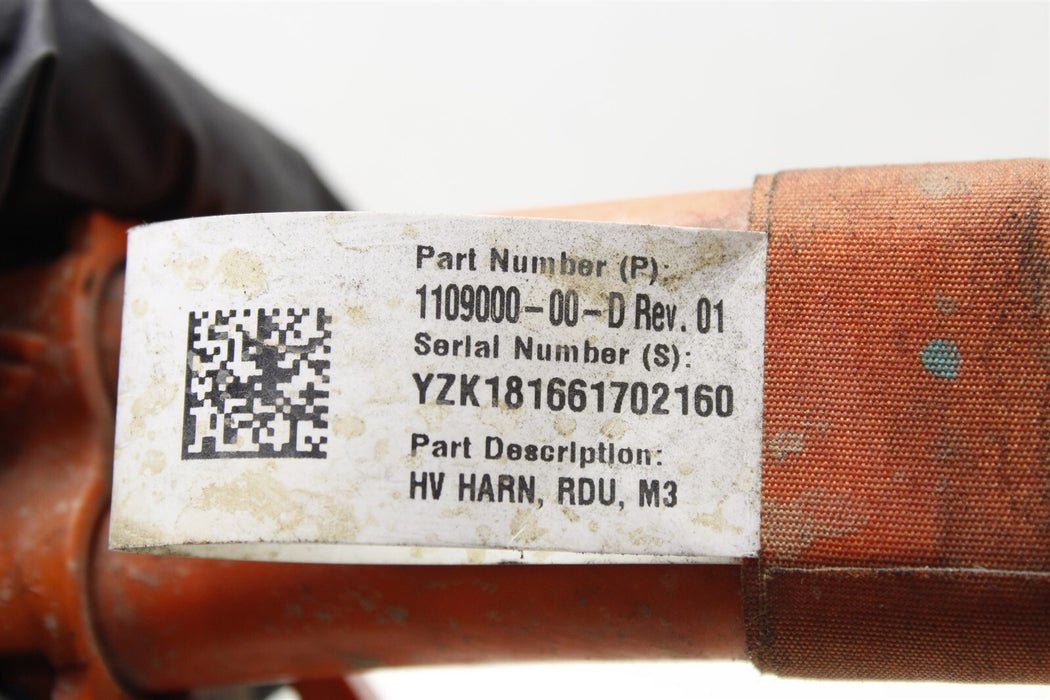 Part Number (P):
1109000-00-D Rev. 01
Serial Number (S):
YZK181661702160
Part Description:
HV HARN, RDU, M3